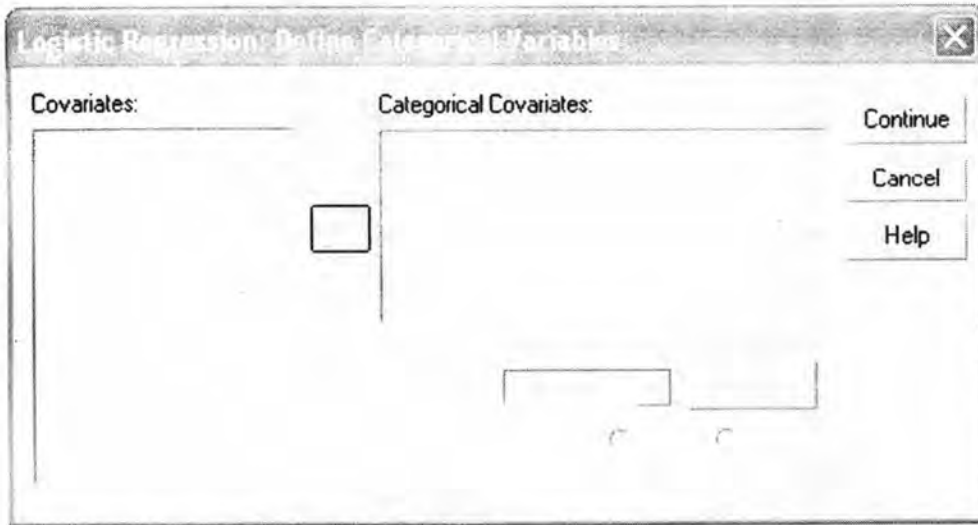 Logistic Regression: Define Categorical Variables
Covariates:
Categorical Covariates:
Continue
Cancel
Help